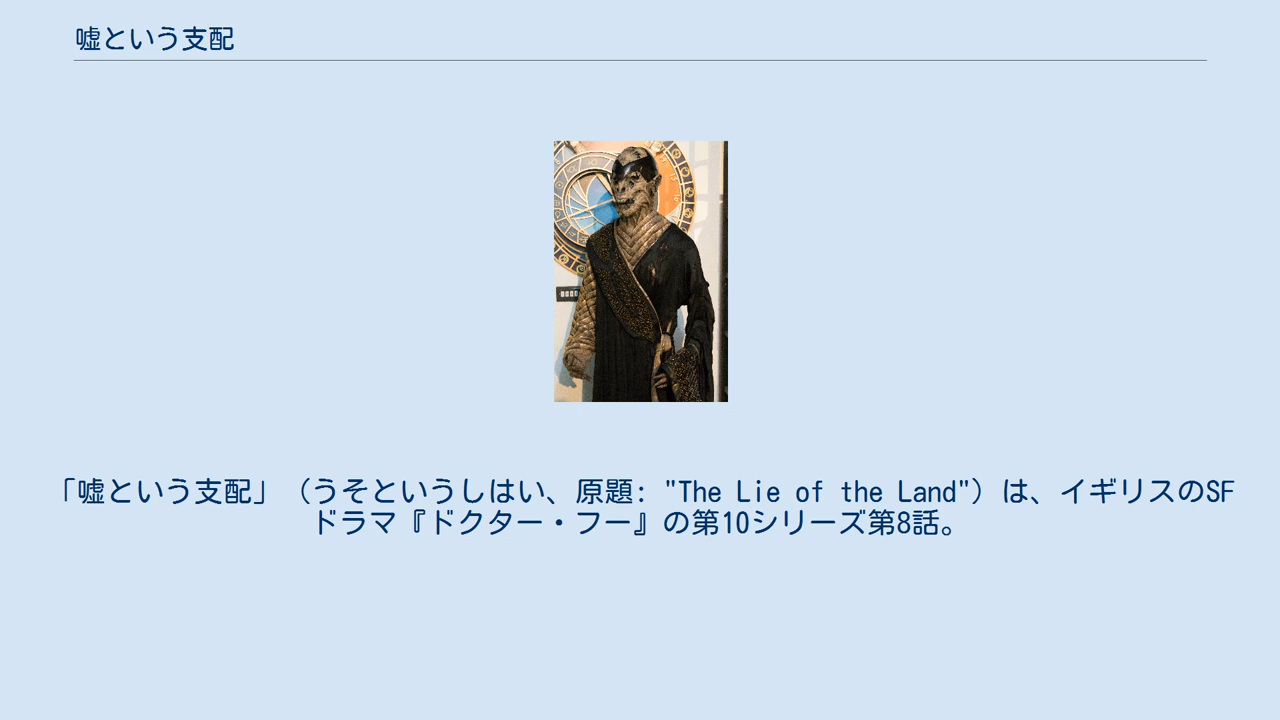 嘘という支配
「嘘という支配」（うそというしはい、原題: "The Lie of the Land"）は、イギリスのSF
ドラマ『ドクター・フー』の第10シリーズ第8話。